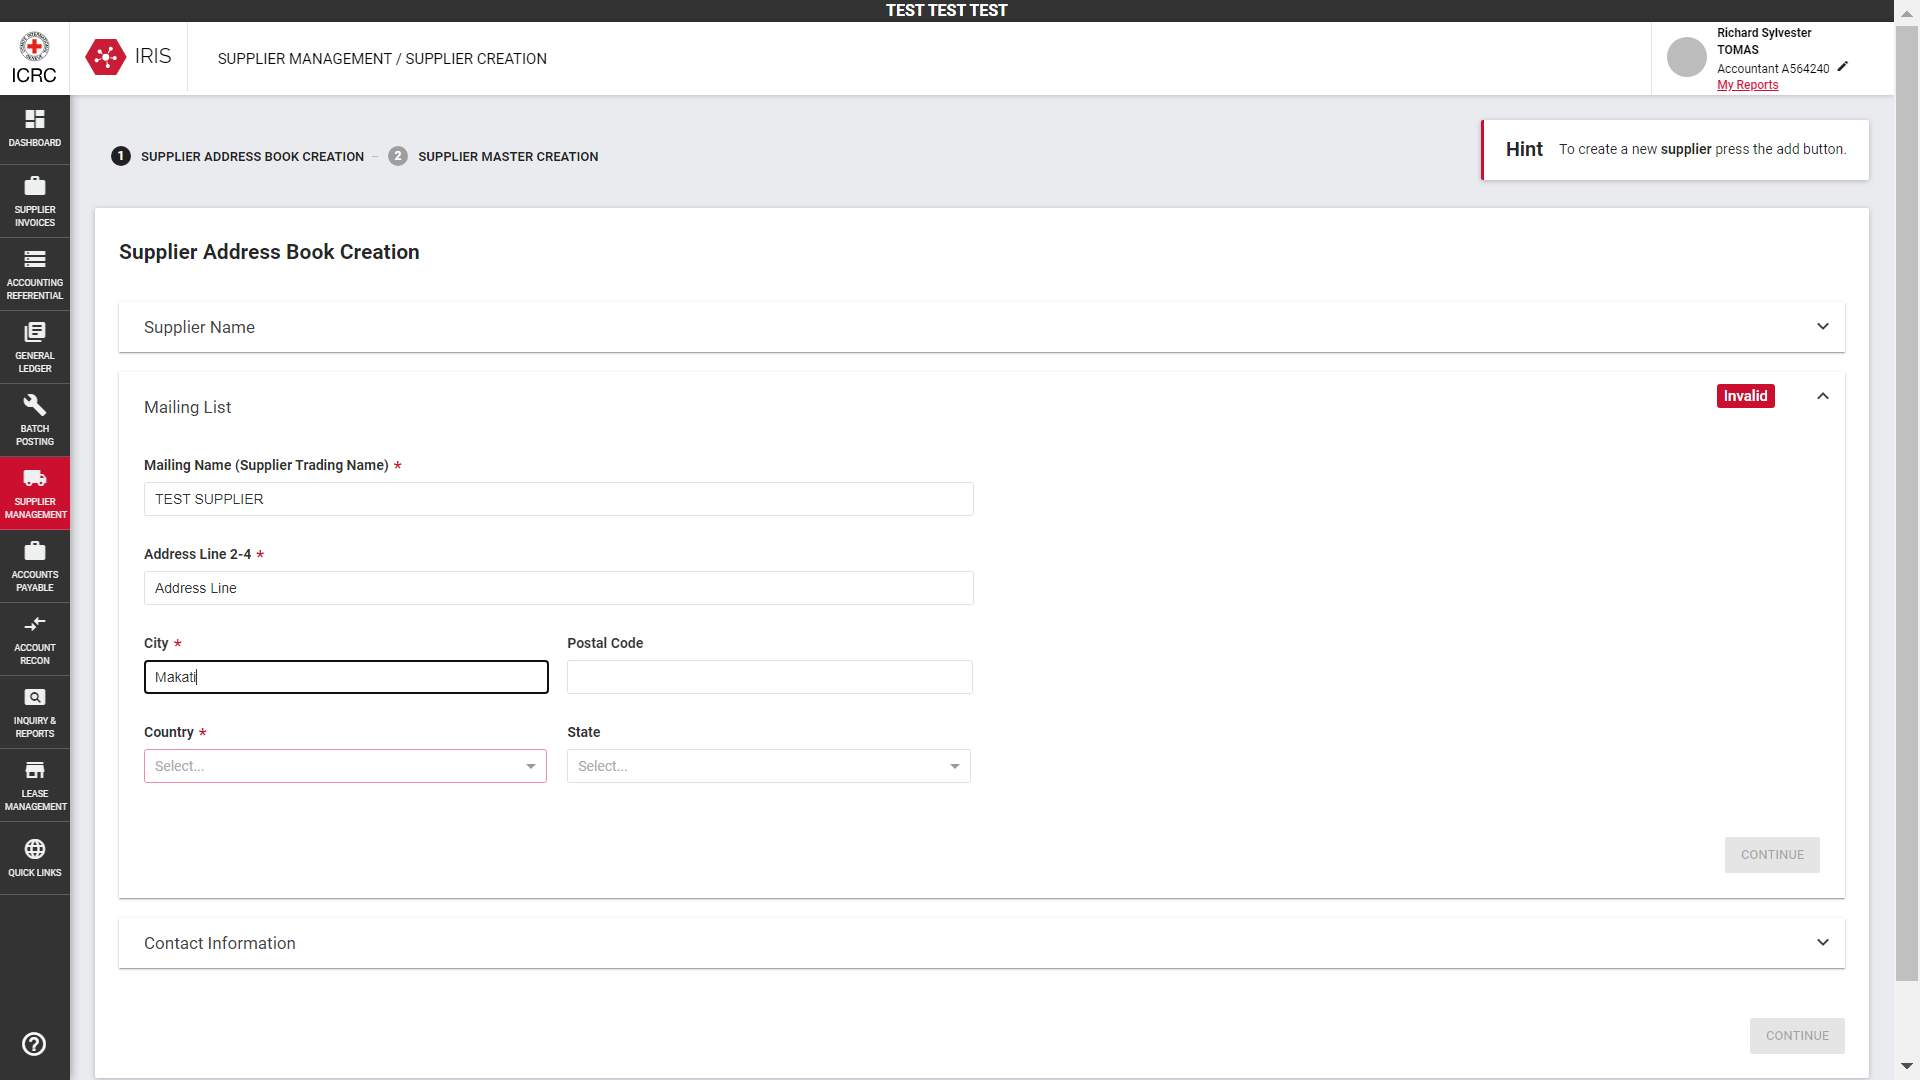 TEST TEST TEST
ICRC
IRIS
SUPPLIER MANAGEMENT / SUPPLIER CREATION
Richard Sylvester
TOMAS
Accountant A564240
My Reports
DASHBOARD
SUPPLIER
INVOICES
ACCOUNTING
REFERENTIAL
GENERAL
LEDGER
BATCH
POSTING
SUPPLIER
MANAGEMENT
ACCOUNTS
PAYABLE
ACCOUNT
RECON
INQUIRY &
REPORTS
LEASE
MANAGEMENT
QUICK LINKS
1 SUPPLIER ADDRESS BOOK CREATION – 2 SUPPLIER MASTER CREATION
Hint To create a new supplier press the add button.
Supplier Address Book Creation
Supplier Name
Mailing List
Invalid
Mailing Name (Supplier Trading Name) *
TEST SUPPLIER
Address Line 2-4 *
Address Line
City *
Postal Code
Makati
Country *
State
Select...
Select...
CONTINUE
Contact Information
CONTINUE